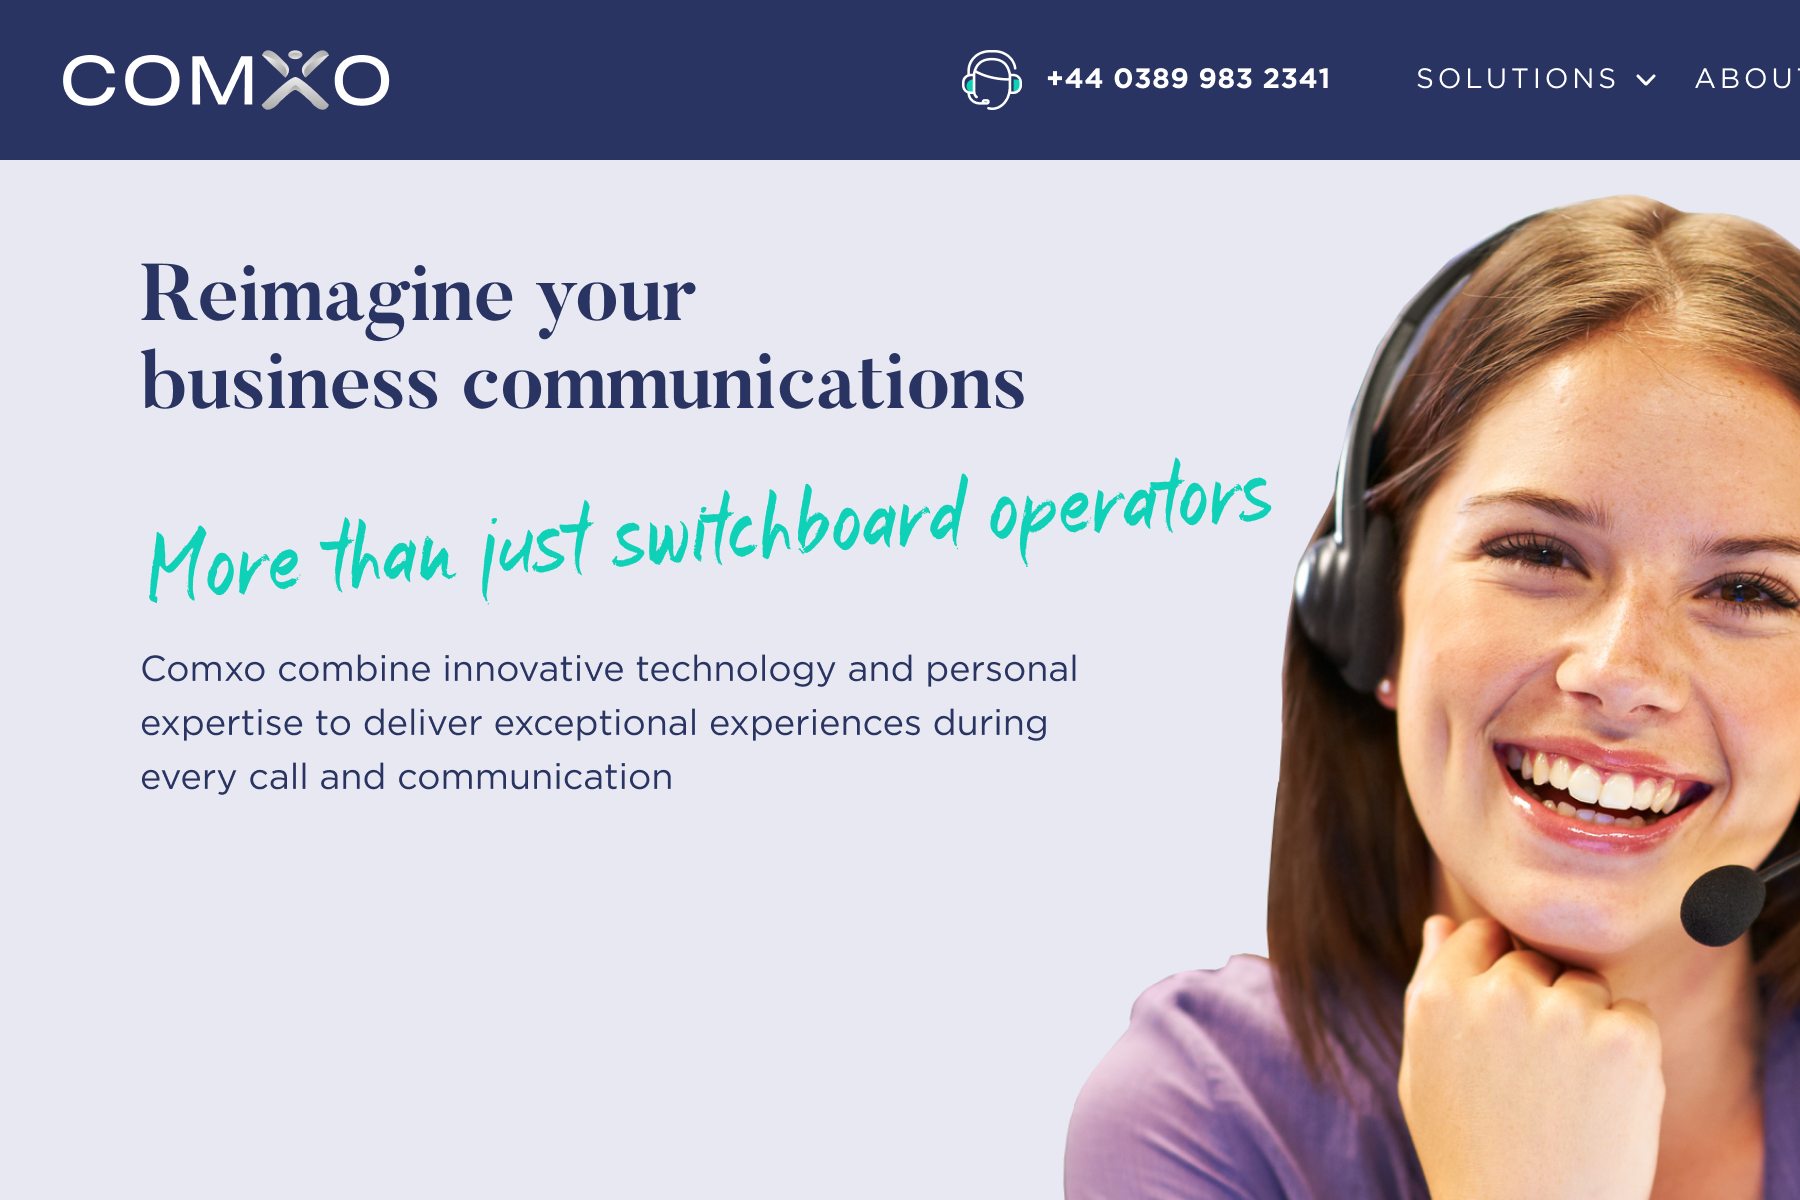 COMXO
+44 0389 983 2341
SOLUTIONS
Reimagine your
business communications
More than just switchboard operators
Comxo combine innovative technology and personal
expertise to deliver exceptional experiences during
every call and communication